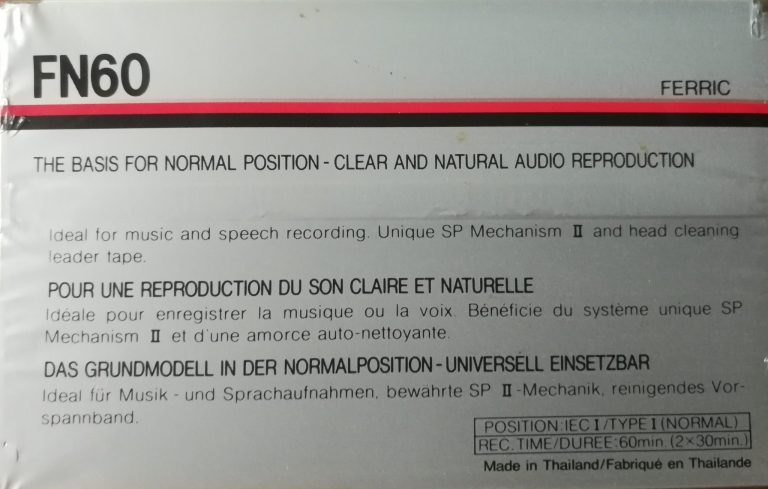 FN60
FERRIC
THE BASIS FOR NORMAL POSITION - CLEAR AND NATURAL AUDIO REPRODUCTION
Ideal for music and speech recording. Unique SP Mechanism II and head cleaning
leader tape.
POUR UNE REPRODUCTION DU SON CLAIRE ET NATURELLE
Idéale pour enregistrer la musique ou la voix. Bénéficie du système unique SP
Mechanism II et d'une amorce auto-nettoyante.
DAS GRUNDMODELL IN DER NORMALPOSITION - UNIVERSELL EINSETZBAR
Ideal für Musik - und Sprachaufnahmen, bewährte SP II -Mechanik, reinigendes Vor-
spannband.
POSITION:IEC I/TYPE I (NORMAL)
REC. TIME/DUREE:60min. (2×30min.)
Made in Thailand/Fabriqué en Thailande